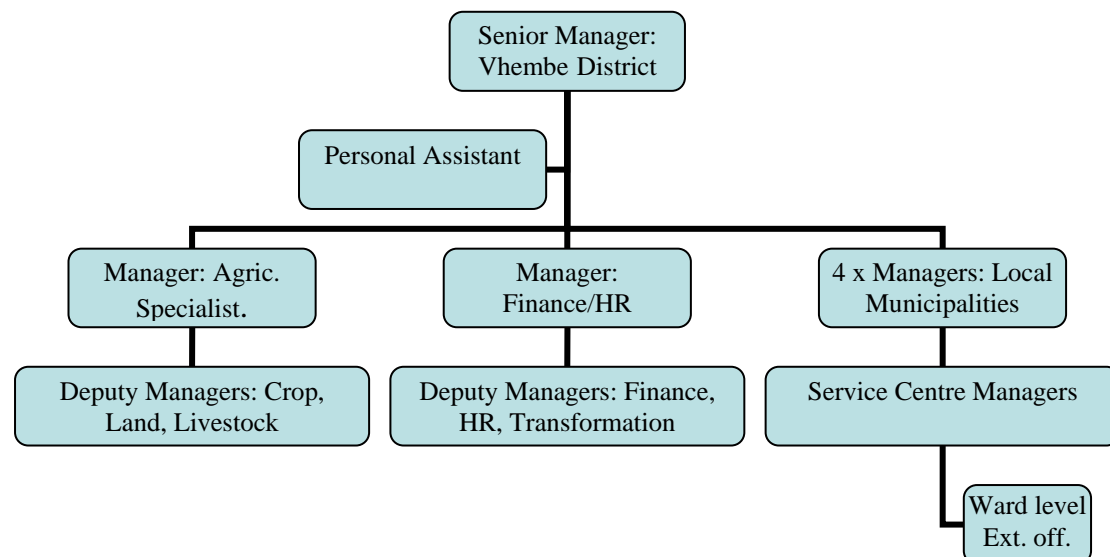 Senior Manager:
Vhembe District
Personal Assistant
Manager: Agric.
Specialist.
Manager:
Finance/HR
4 x Managers: Local
Municipalities
Deputy Managers: Crop,
Land, Livestock
Deputy Managers: Finance,
HR, Transformation
Service Centre Managers
Ward level
Ext. off.